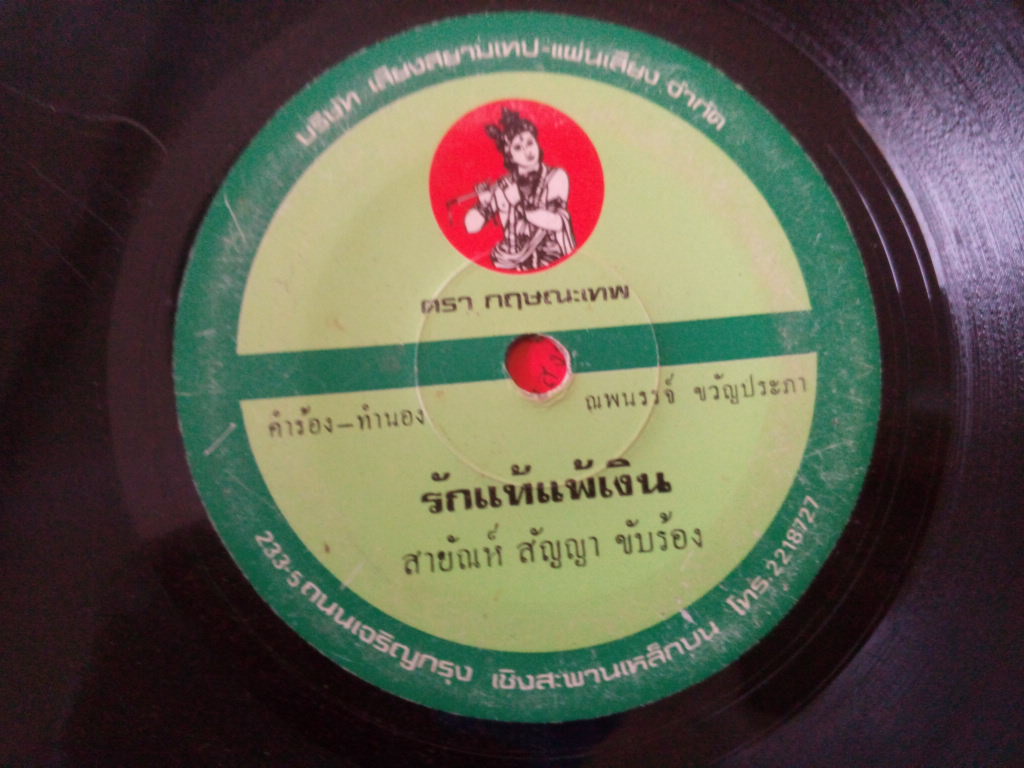 บริษัท เสียงสยามเทป-แผ่นเสียง จำกัด
ตรา กฤษณะเทพ
คำร้อง–ทำนอง ณพนรรจ์ ขวัญประภา
รักแท้แพ้เงิน
สายัณห์ สัญญา ขับร้อง
233-5 ถนนเจริญกรุง เชิงสะพานเหล็กบน โทร.2218727